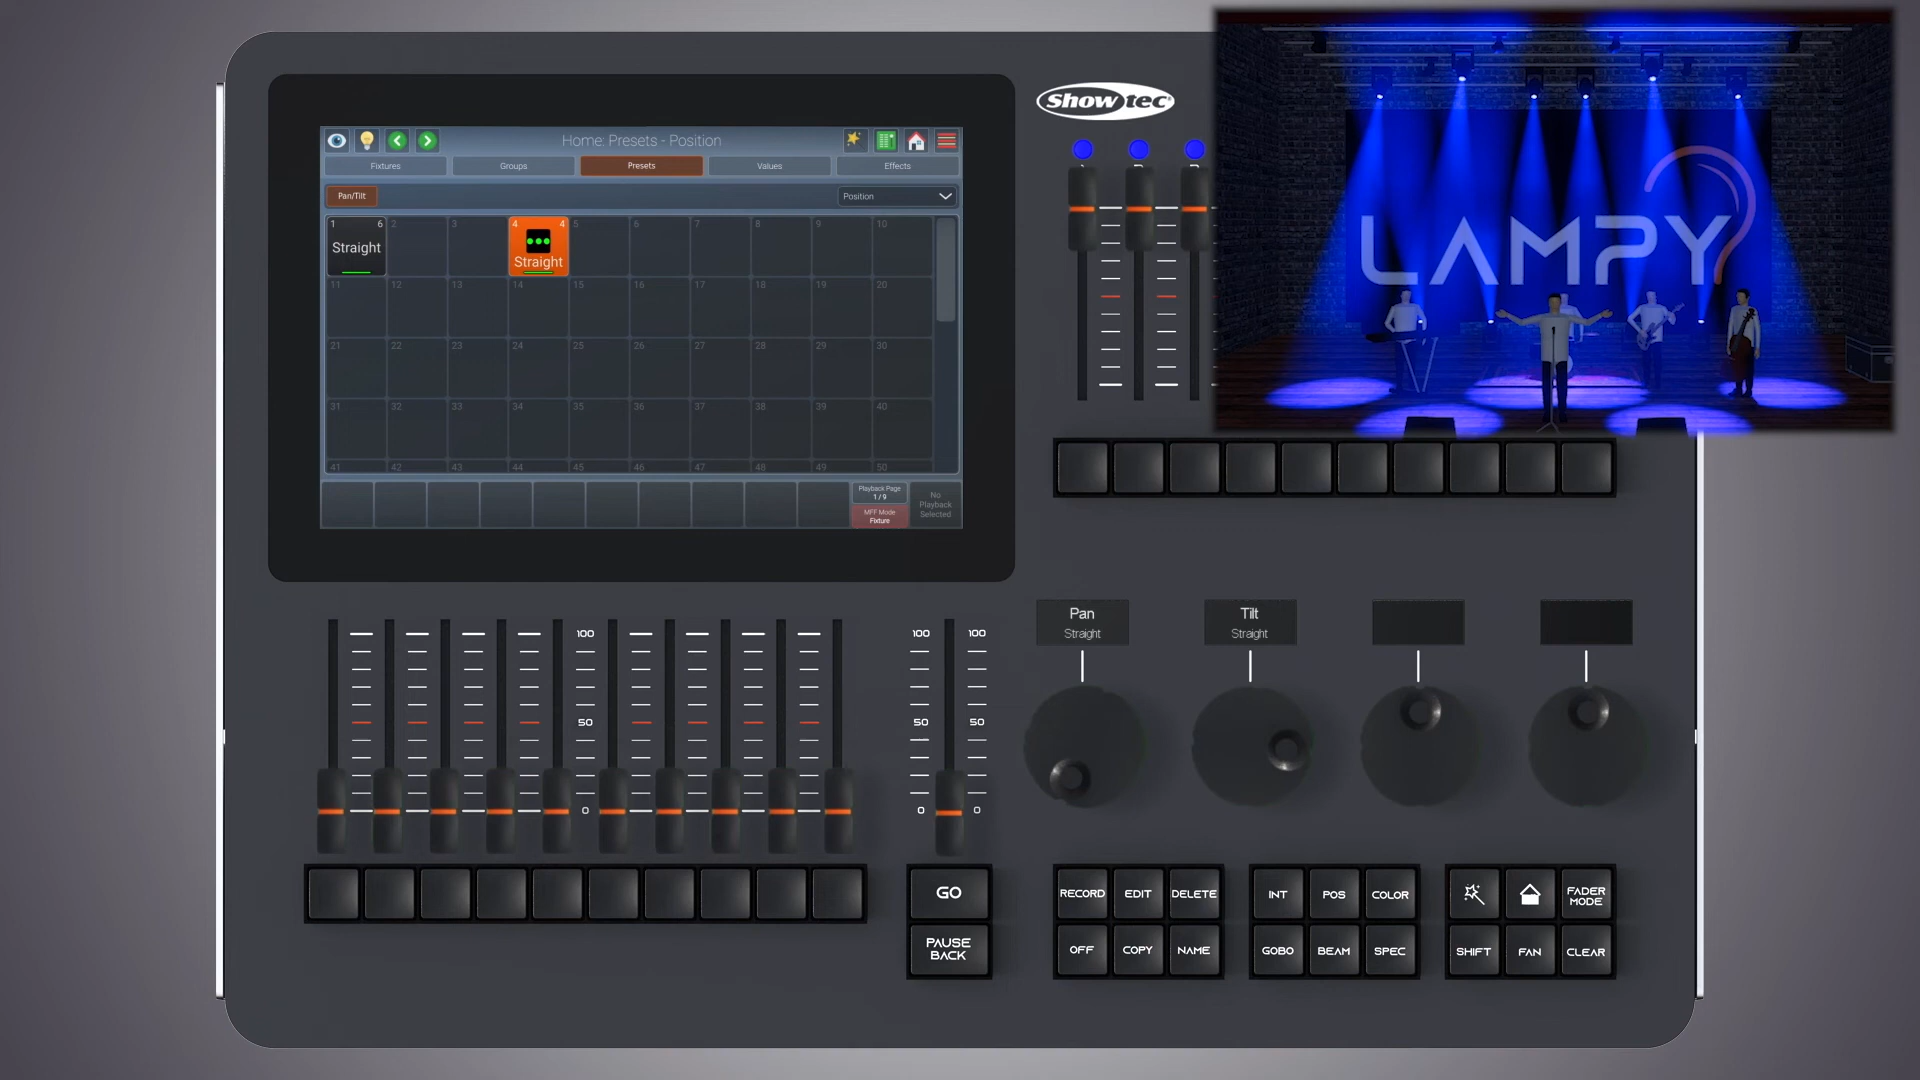 Showtec
LAMPY
Home: Presets - Position
Fixtures
Groups
Presets
Values
Effects
Pan/Tilt
Position
1 6
Straight
2
3
4 4
Straight
5
6
7
8
9
10
11
12
13
14
15
16
17
18
19
20
21
22
23
24
25
26
27
28
29
30
31
32
33
34
35
36
37
38
39
40
41
42
43
44
45
46
47
48
49
50
Playback Page
1 / 9
MFF Mode
Fixture
No
Playback
Selected
Pan
Straight
Tilt
Straight
100
50
0
100
50
0
100
50
0
GO
PAUSE
BACK
RECORD
EDIT
DELETE
OFF
COPY
NAME
INT
POS
COLOR
GOBO
BEAM
SPEC
FADER
MODE
SHIFT
FAN
CLEAR